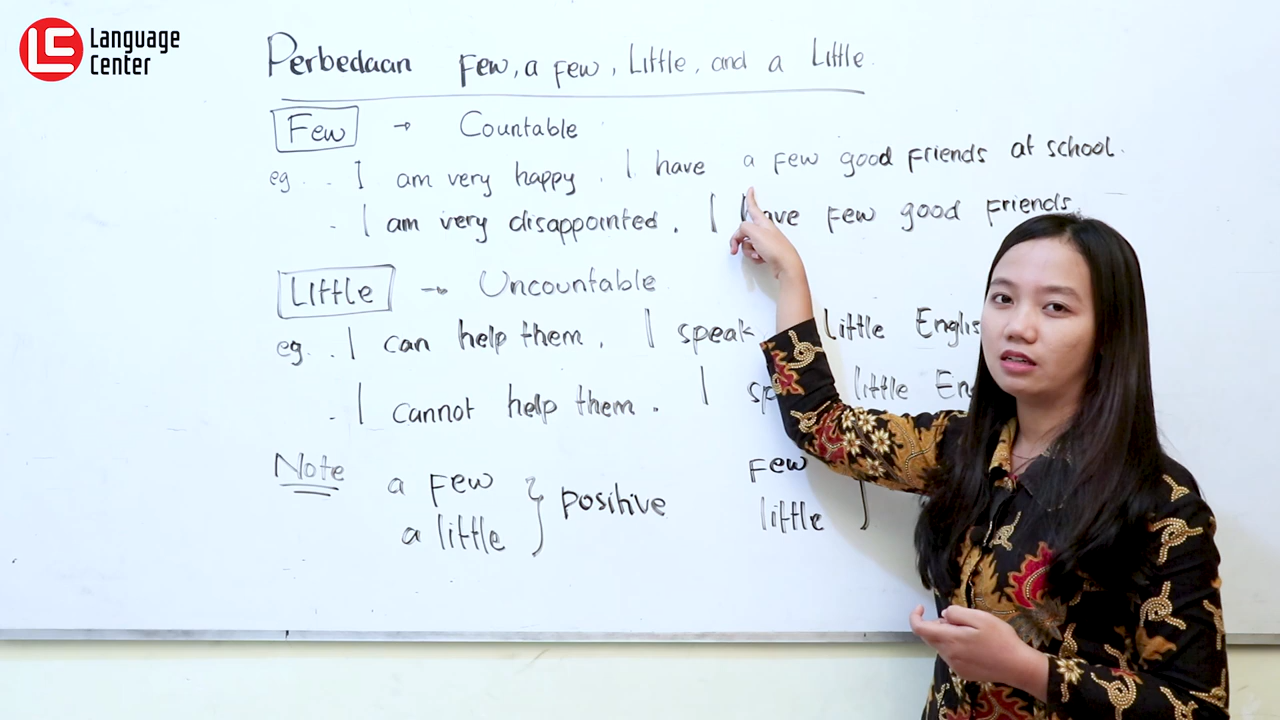 LC Language
Center
Perbedaan Few, a few, Little, and a Little.
Few → Countable
eg. . I am very happy. I have a few good friends at school.
. I am very disappointed. I have few good friends.
Little → Uncountable
eg. . I can help them. I speak little
. I cannot help them. I little
Note a few } positive few
a little little }